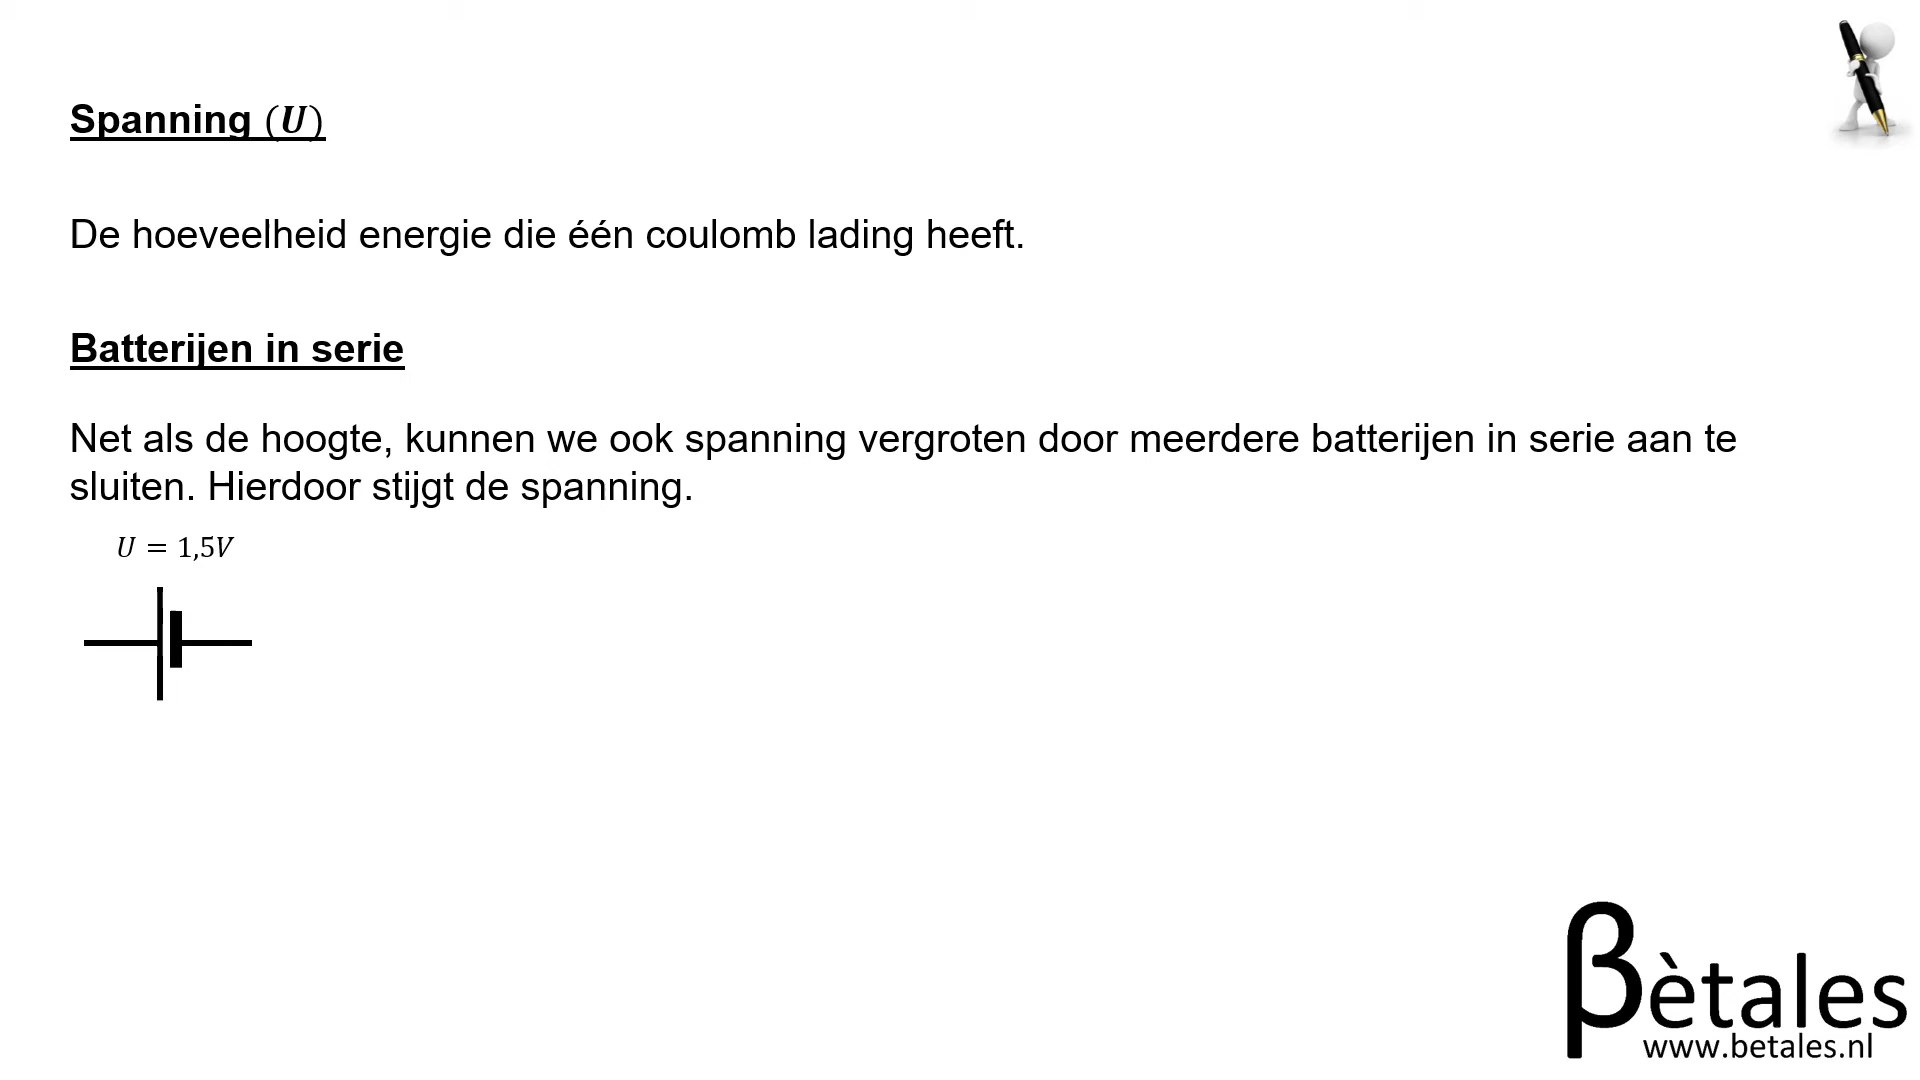 Spanning (U)
De hoeveelheid energie die één coulomb lading heeft.
Batterijen in serie
Net als de hoogte, kunnen we ook spanning vergroten door meerdere batterijen in serie aan te
sluiten. Hierdoor stijgt de spanning.
U = 1,5V
βètales
www.betales.nl